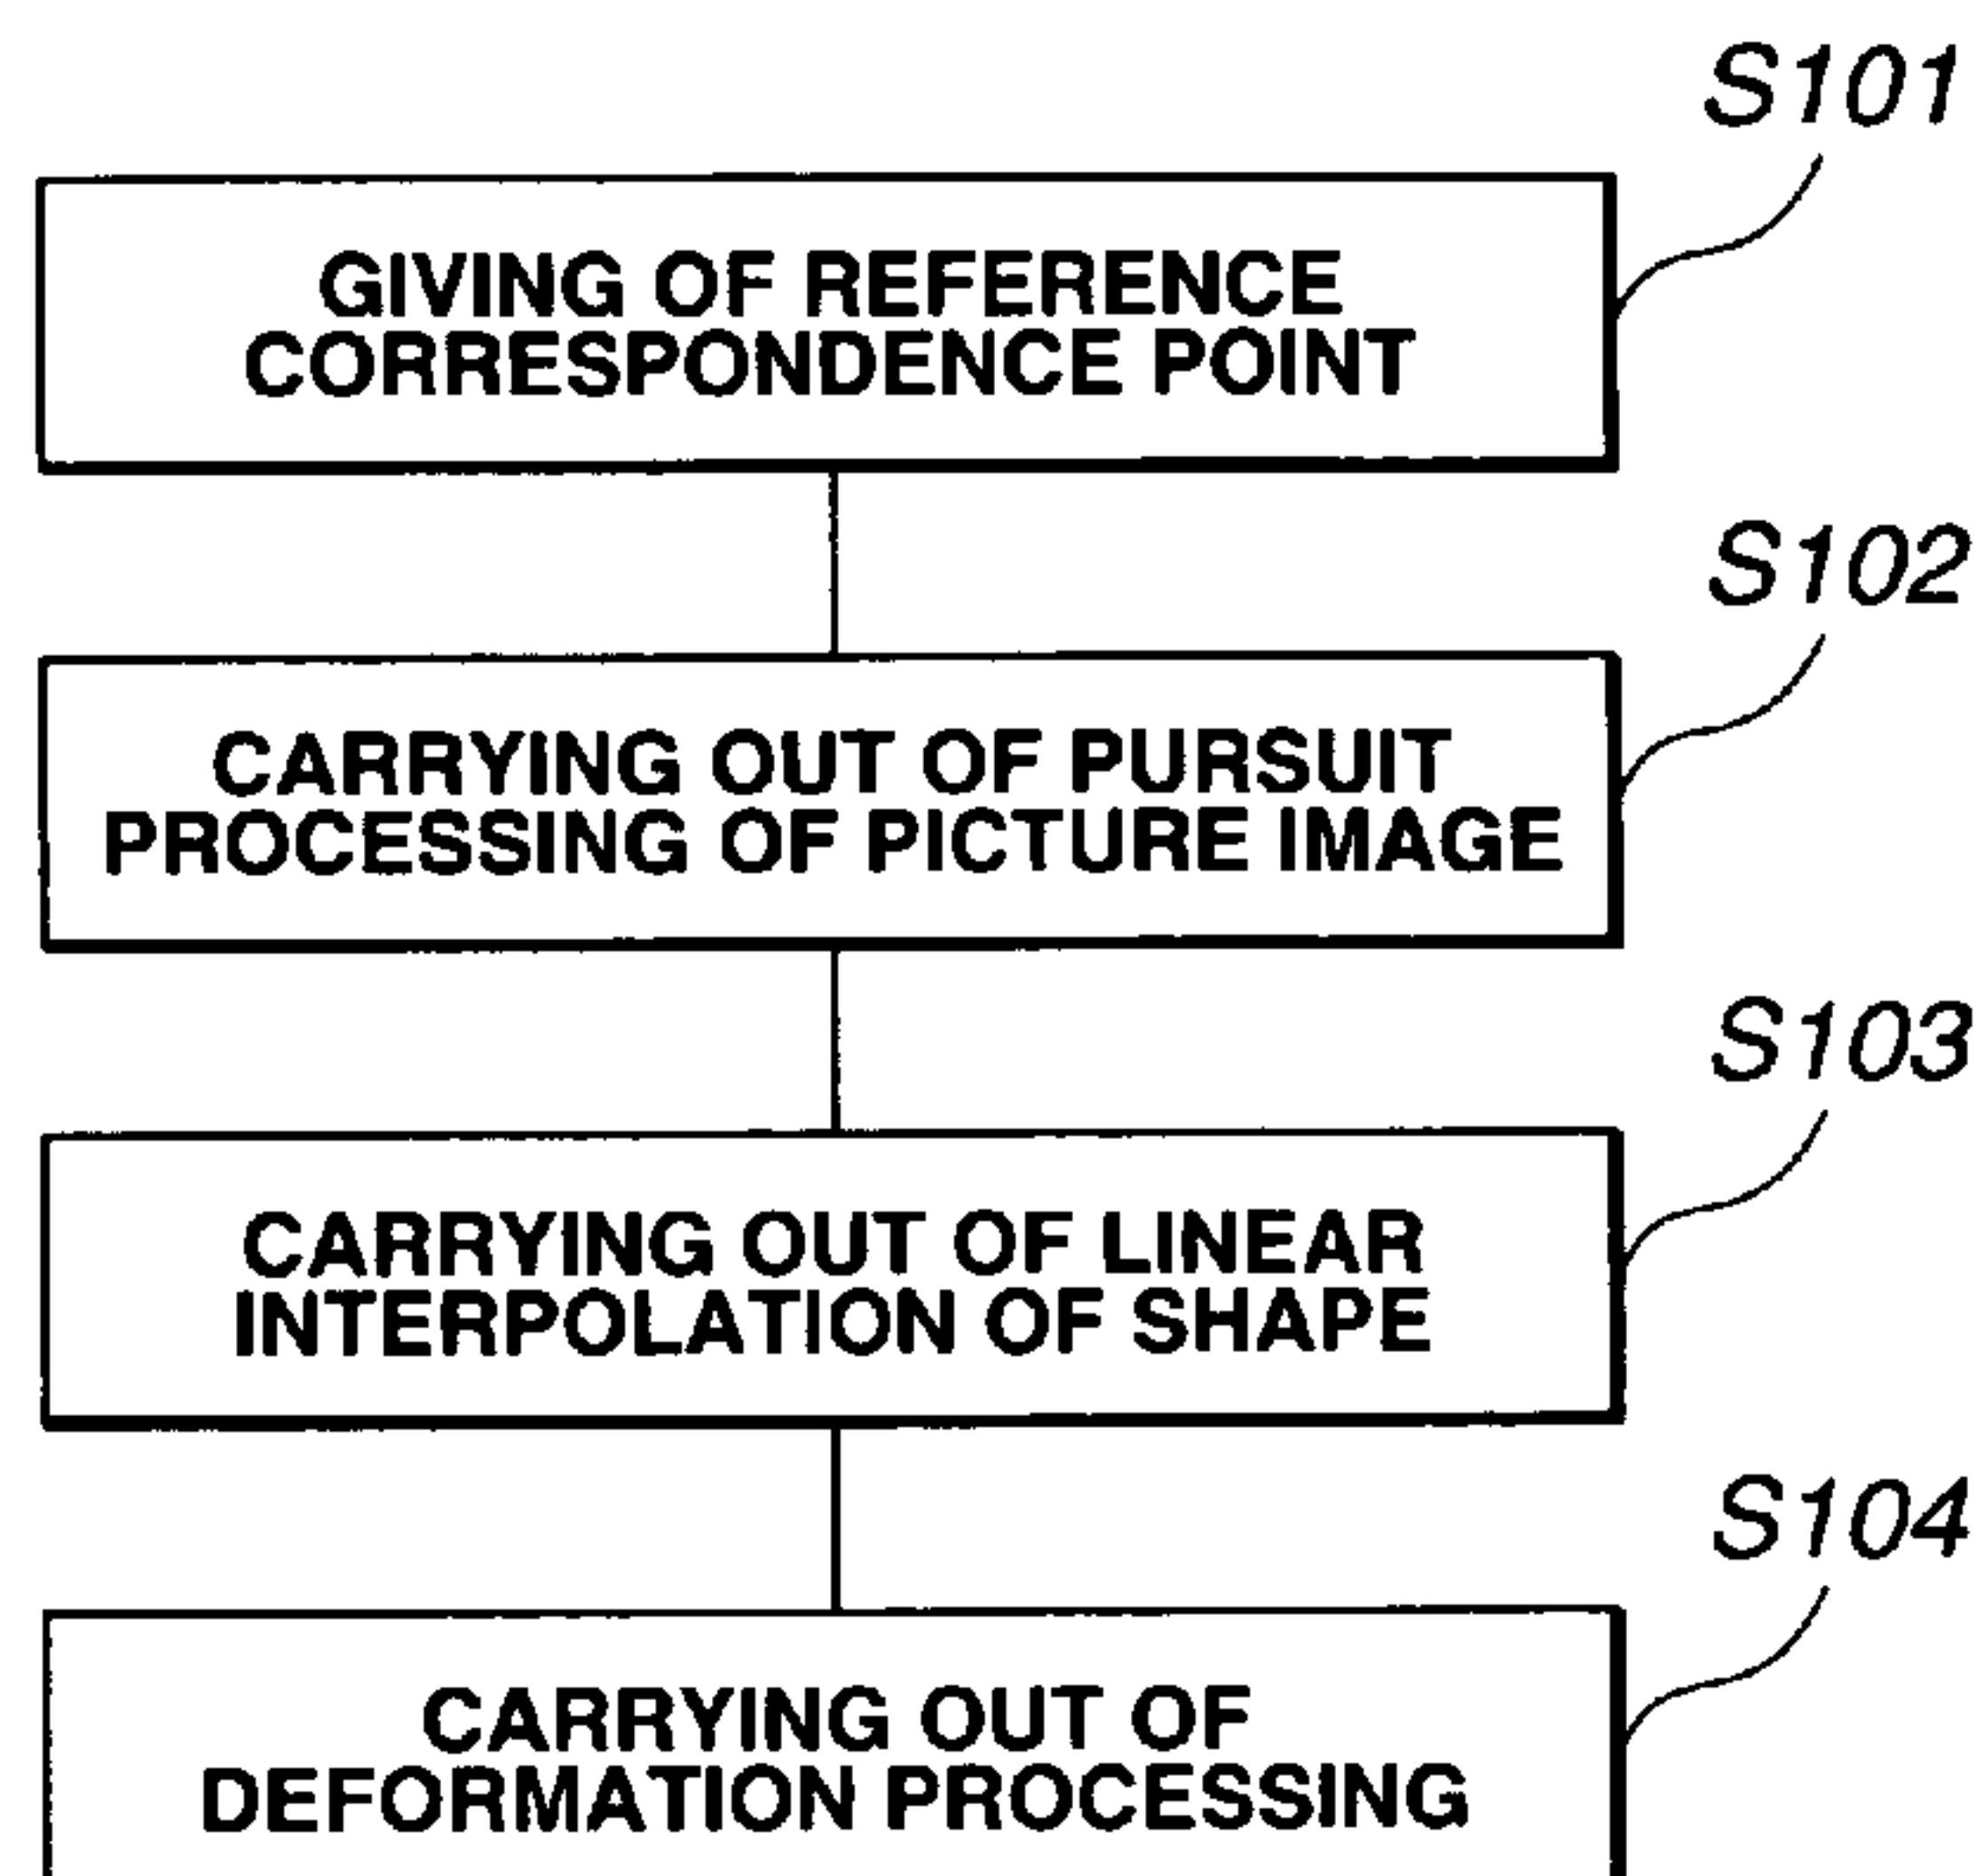 S101
GIVING OF REFERENCE
CORRESPONDENCE POINT
S102
CARRYING OUT OF PURSUIT
PROCESSING OF PICTURE IMAGE
S103
CARRYING OUT OF LINEAR
INTERPOLATION OF SHAPE
S104
CARRYING OUT OF
DEFORMATION PROCESSING